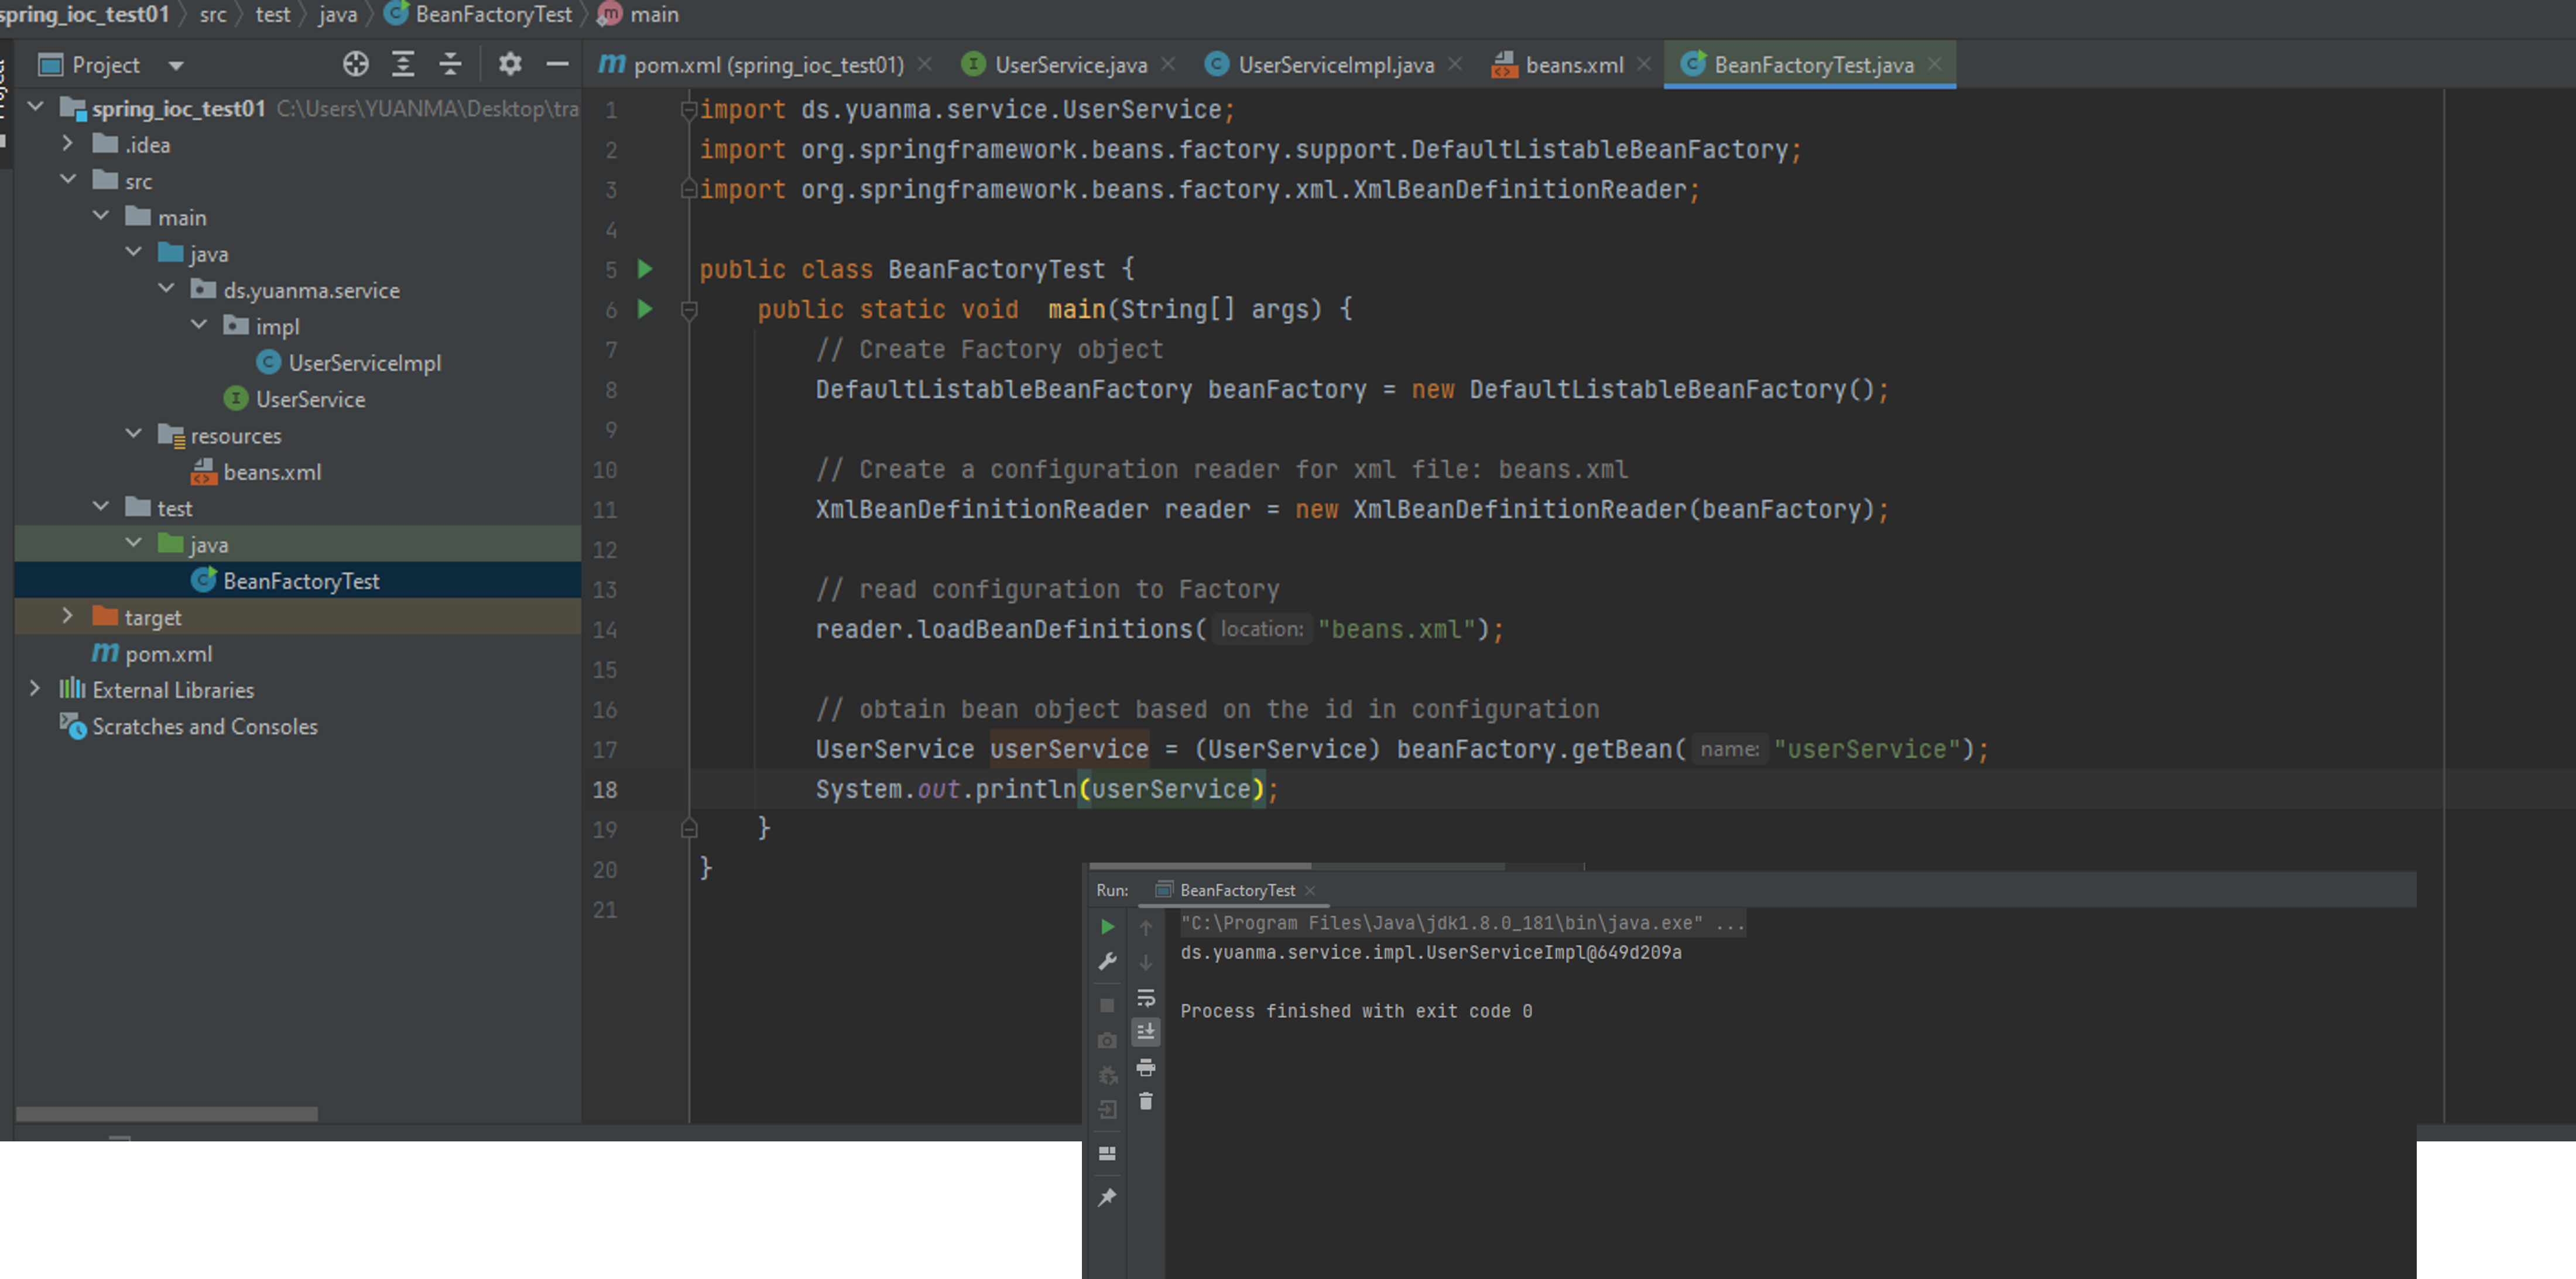 spring_ioc_test01 src test java BeanFactoryTest main
Project
pom.xml (spring_ioc_test01) UserService.java UserServiceImpl.java beans.xml BeanFactoryTest.java
spring_ioc_test01 C:\Users\YUANMA\Desktop\tra
.idea
src
main
java
ds.yuanma.service
impl
UserServiceImpl
UserService
resources
beans.xml
test
java
BeanFactoryTest
target
pom.xml
External Libraries
Scratches and Consoles
1 import ds.yuanma.service.UserService;
2 import org.springframework.beans.factory.support.DefaultListableBeanFactory;
3 import org.springframework.beans.factory.xml.XmlBeanDefinitionReader;
4
5 public class BeanFactoryTest {
6 public static void  main(String[] args) {
7 // Create Factory object
8 DefaultListableBeanFactory beanFactory = new DefaultListableBeanFactory();
9
10 // Create a configuration reader for xml file: beans.xml
11 XmlBeanDefinitionReader reader = new XmlBeanDefinitionReader(beanFactory);
12
13 // read configuration to Factory
14 reader.loadBeanDefinitions( location: "beans.xml");
15
16 // obtain bean object based on the id in configuration
17 UserService userService = (UserService) beanFactory.getBean( name: "userService");
18 System.out.println(userService);
19 }
20 }
21
Run: BeanFactoryTest
"C:\Program Files\Java\jdk1.8.0_181\bin\java.exe" ...
ds.yuanma.service.impl.UserServiceImpl@649d209a
Process finished with exit code 0